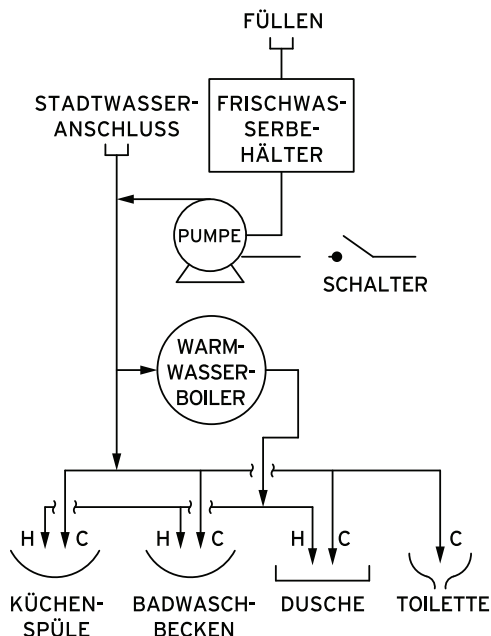 FÜLLEN
STADTWASSER-
ANSCHLUSS
FRISCHWAS-
SERBE-
HÄLTER
PUMPE
SCHALTER
WARM-
WASSER-
BOILER
H C
H C
H C
C
KÜCHEN-
SPÜLE
BADWASCH-
BECKEN
DUSCHE
TOILETTE